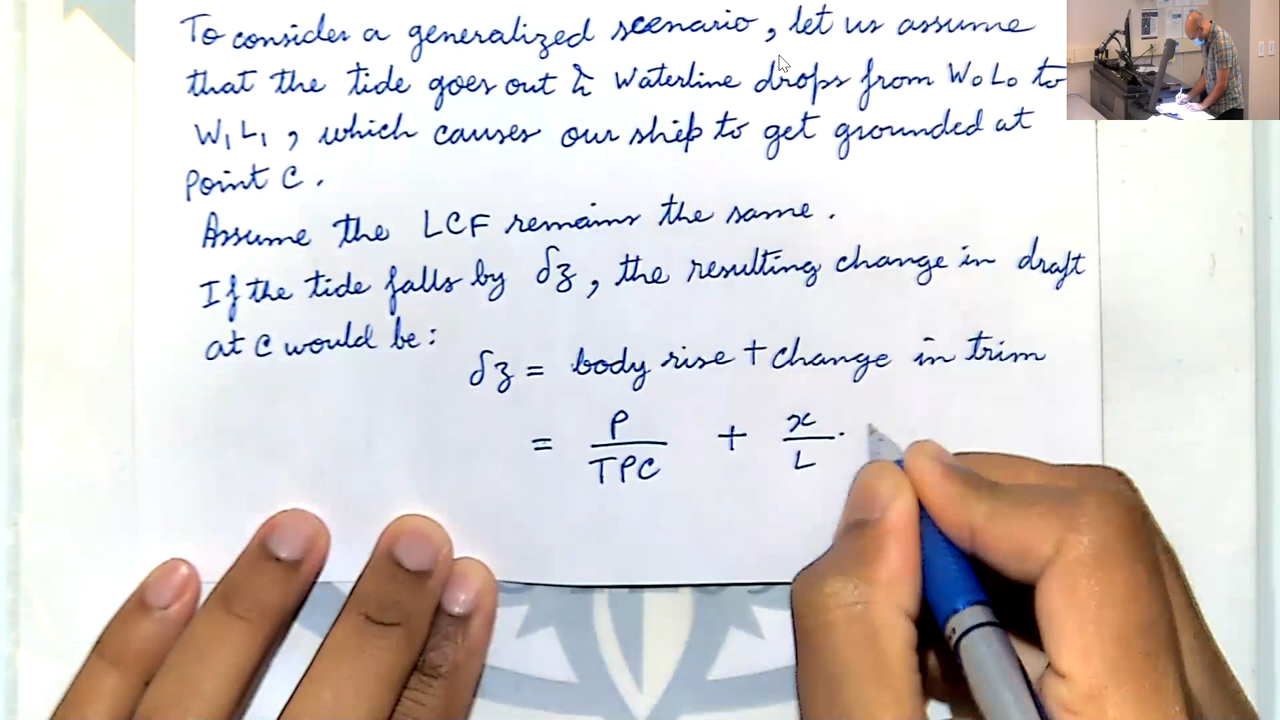 To consider a generalized scenario, let us assume
that the tide goes out & Waterline drops from W₀L₀ to
W₁L₁, which causes our ship to get grounded at
Point C.
Assume the LCF remains the same.
If the tide falls by δz, the resulting change in draft
at C would be:
δz = body rise + change in trim
= P/TPC + x/L ·